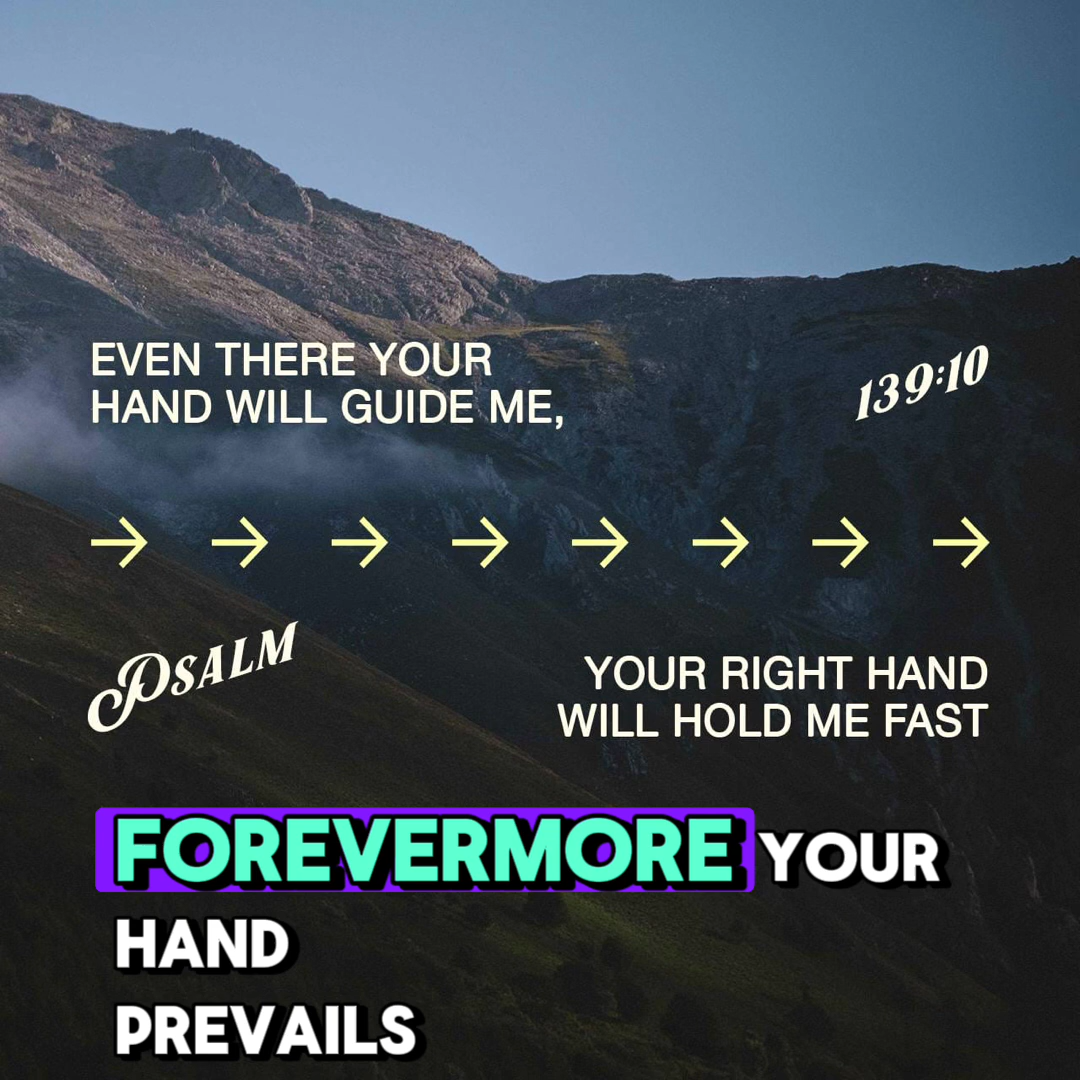 EVEN THERE YOUR
HAND WILL GUIDE ME,
139:10
PSALM
YOUR RIGHT HAND
WILL HOLD ME FAST
FOREVERMORE YOUR
HAND
PREVAILS